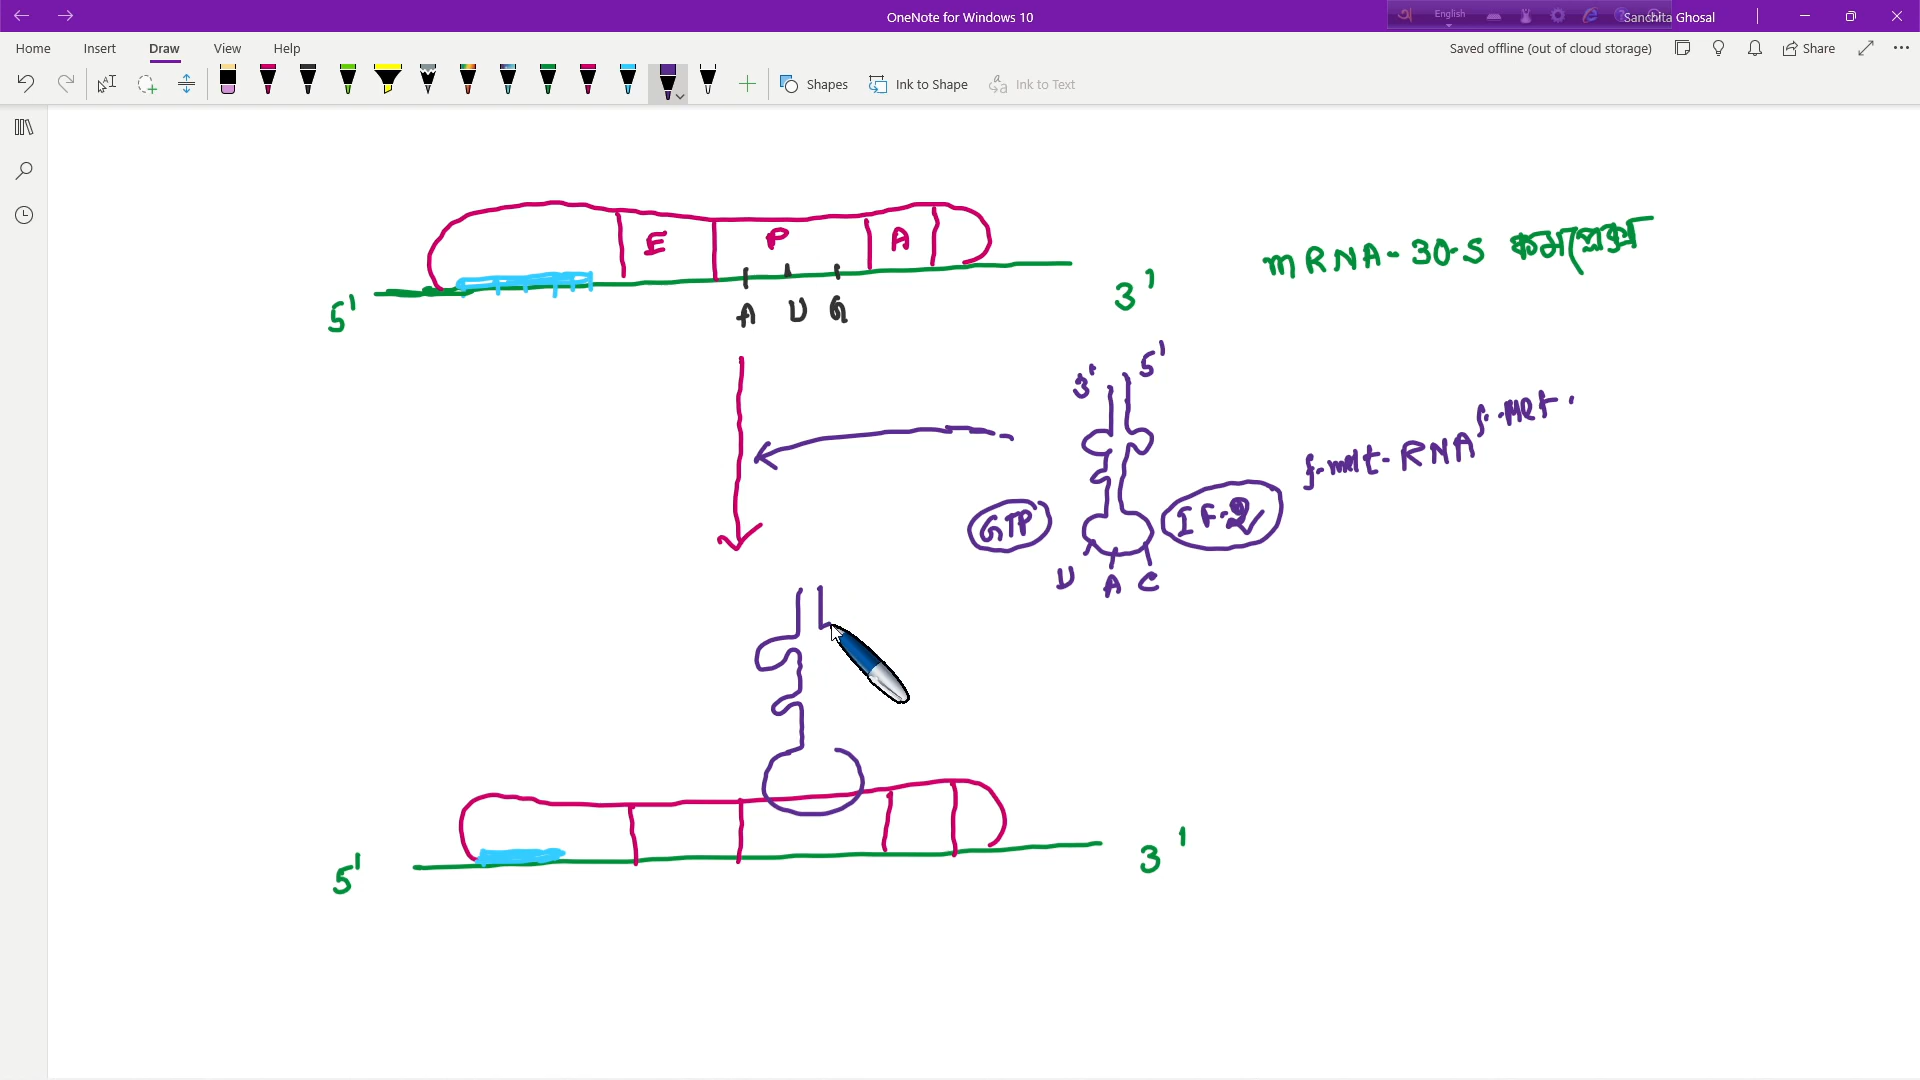 OneNote for Windows 10
English
Sanchita Ghosal
Home Insert Draw View Help
Saved offline (out of cloud storage)
Share
Shapes
Ink to Shape
Ink to Text
E P A
mRNA-30-S কমপ্লেক্স
5' 3'
A U G
3' 5'
f-met-RNA f-Met.
GTP
IF-2
U A C
5' 3'